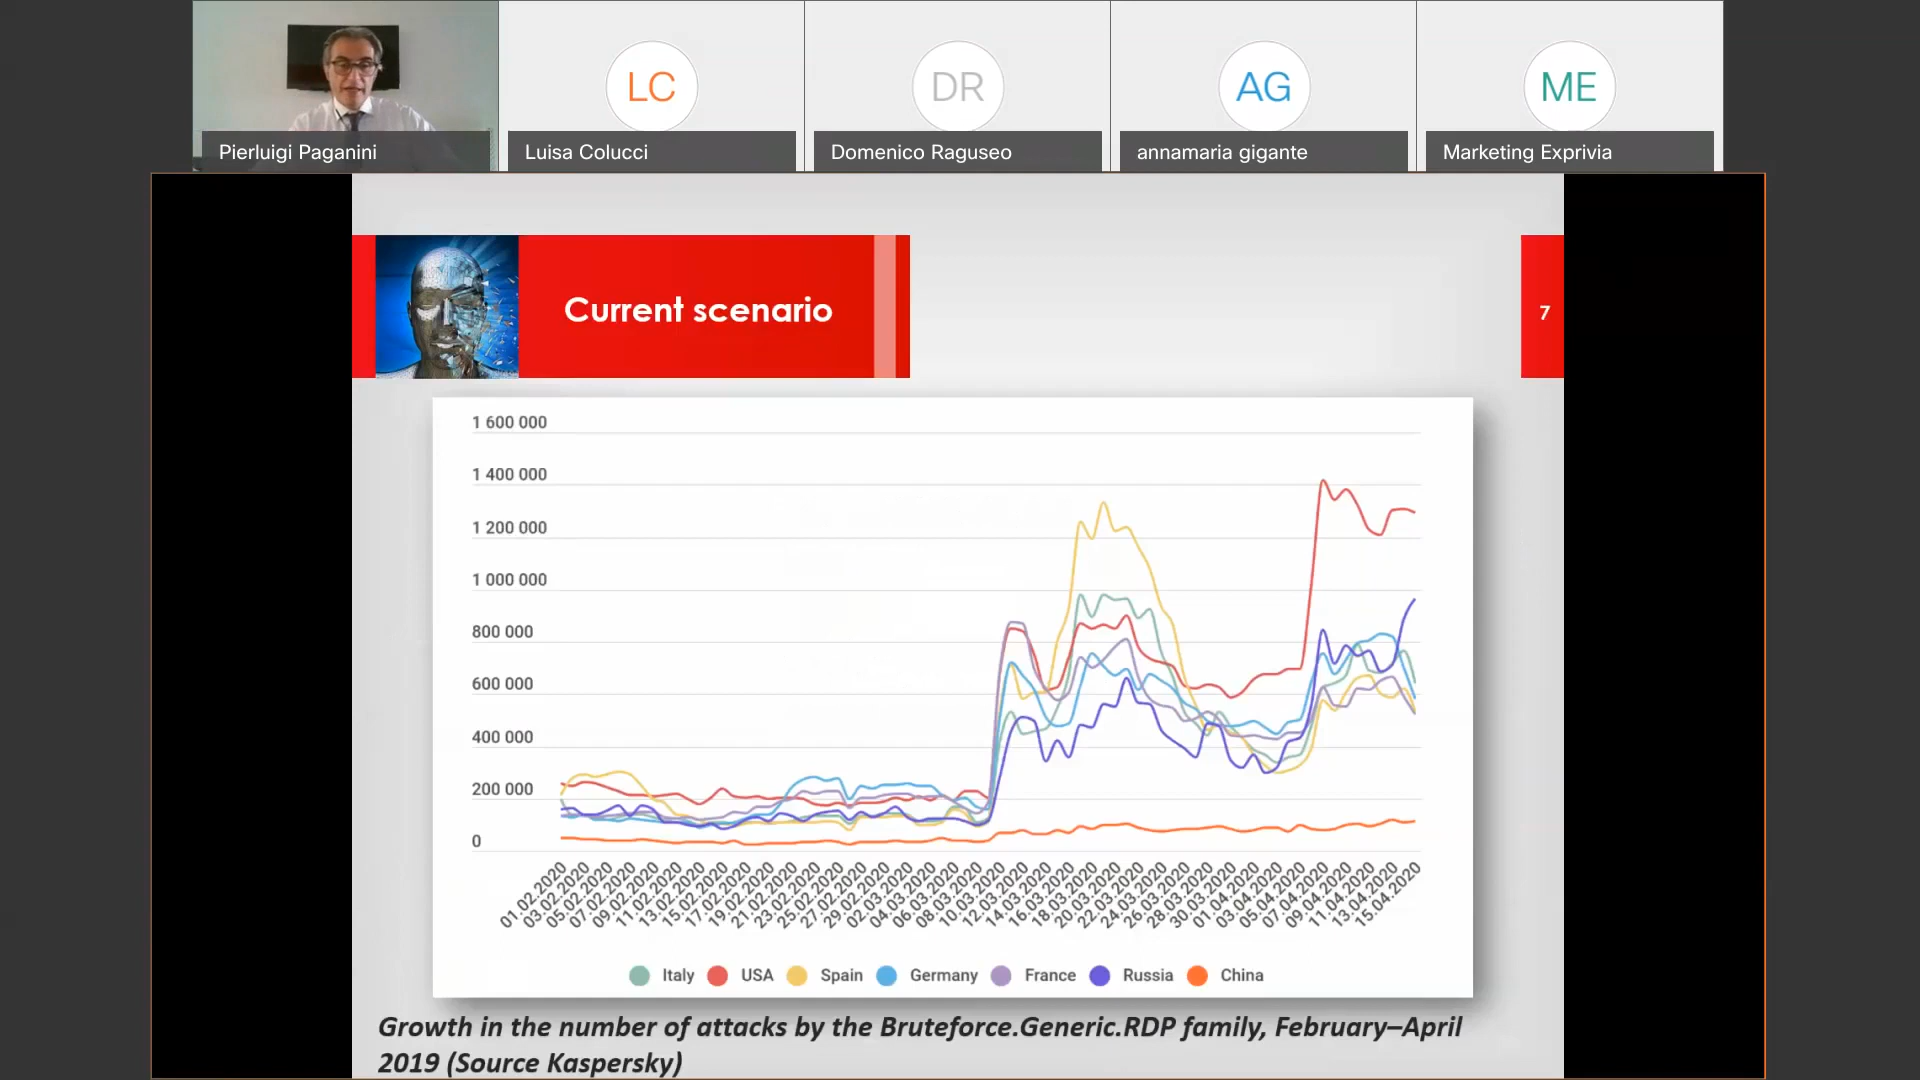 LC
DR
AG
ME
Pierluigi Paganini
Luisa Colucci
Domenico Raguseo
annamaria gigante
Marketing Exprivia
Current scenario
7
1 600 000
1 400 000
1 200 000
1 000 000
800 000
600 000
400 000
200 000
0
01.02.2020
03.02.2020
05.02.2020
07.02.2020
09.02.2020
11.02.2020
13.02.2020
15.02.2020
17.02.2020
19.02.2020
21.02.2020
23.02.2020
25.02.2020
27.02.2020
29.02.2020
02.03.2020
04.03.2020
06.03.2020
08.03.2020
10.03.2020
12.03.2020
14.03.2020
16.03.2020
18.03.2020
20.03.2020
22.03.2020
24.03.2020
26.03.2020
28.03.2020
30.03.2020
01.04.2020
03.04.2020
05.04.2020
07.04.2020
09.04.2020
11.04.2020
13.04.2020
15.04.2020
Italy USA Spain Germany France Russia China
Growth in the number of attacks by the Bruteforce.Generic.RDP family, February–April
2019 (Source Kaspersky)